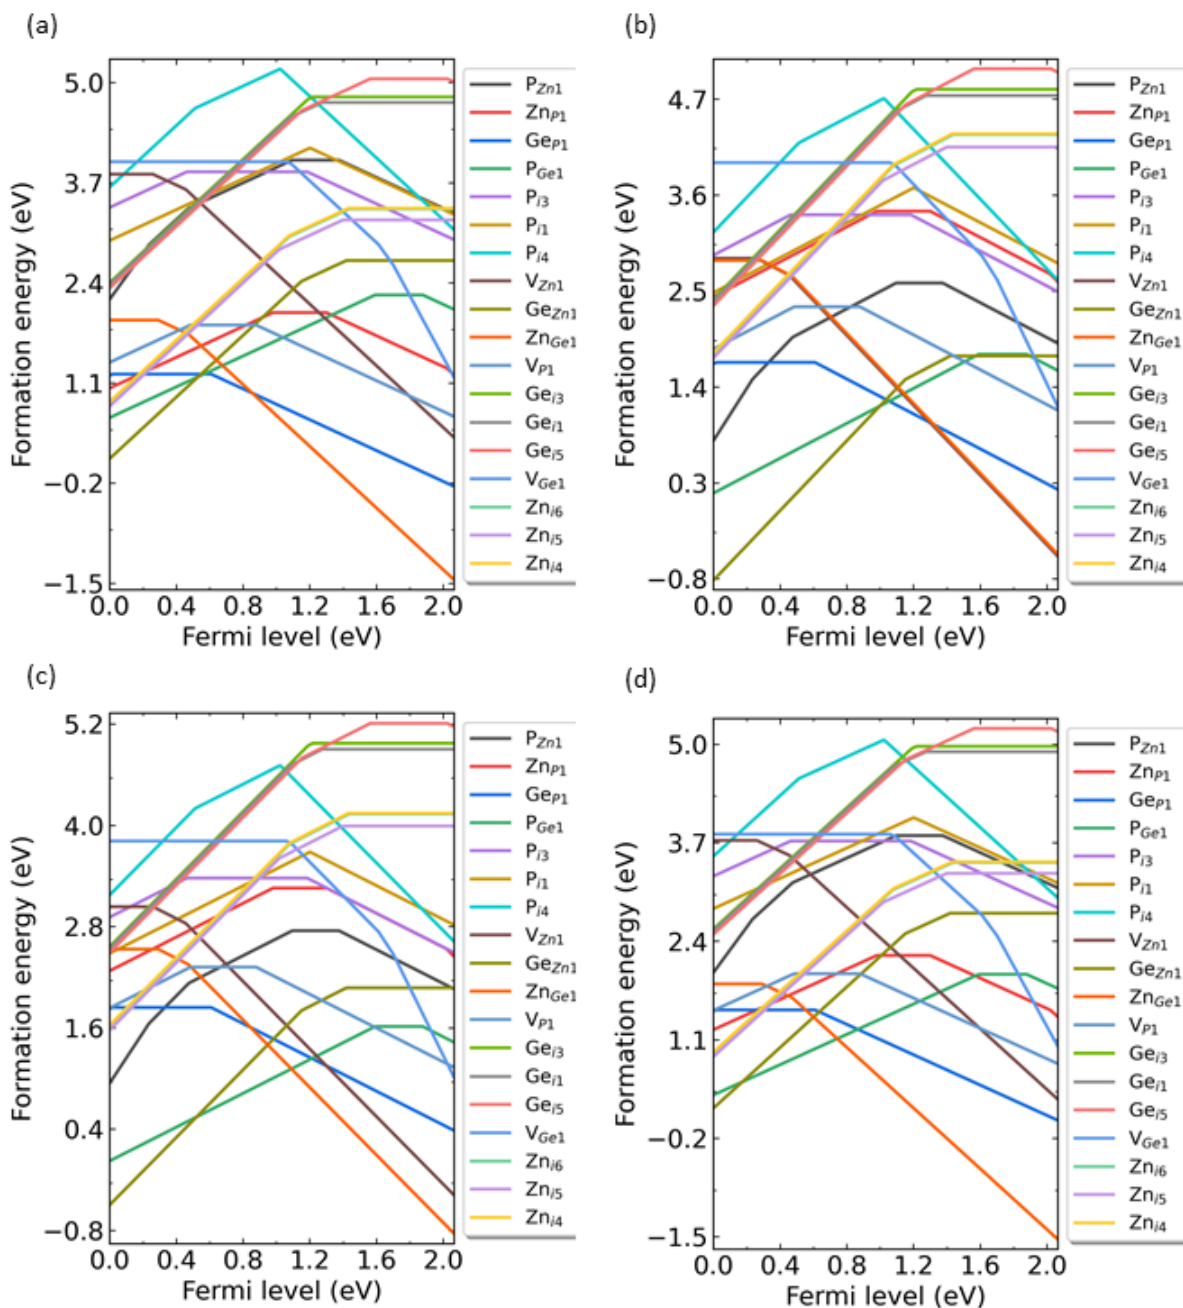 (a)
Formation energy (eV)
5.0
3.7
2.4
1.1
−0.2
−1.5
0.0 0.4 0.8 1.2 1.6 2.0
Fermi level (eV)
P_Zn1
Zn_P1
Ge_P1
P_Ge1
P_i3
P_i1
P_i4
V_Zn1
Ge_Zn1
Zn_Ge1
V_P1
Ge_i3
Ge_i1
Ge_i5
V_Ge1
Zn_i6
Zn_i5
Zn_i4
(b)
Formation energy (eV)
4.7
3.6
2.5
1.4
0.3
−0.8
0.0 0.4 0.8 1.2 1.6 2.0
Fermi level (eV)
P_Zn1
Zn_P1
Ge_P1
P_Ge1
P_i3
P_i1
P_i4
V_Zn1
Ge_Zn1
Zn_Ge1
V_P1
Ge_i3
Ge_i1
Ge_i5
V_Ge1
Zn_i6
Zn_i5
Zn_i4
(c)
Formation energy (eV)
5.2
4.0
2.8
1.6
0.4
−0.8
0.0 0.4 0.8 1.2 1.6 2.0
Fermi level (eV)
P_Zn1
Zn_P1
Ge_P1
P_Ge1
P_i3
P_i1
P_i4
V_Zn1
Ge_Zn1
Zn_Ge1
V_P1
Ge_i3
Ge_i1
Ge_i5
V_Ge1
Zn_i6
Zn_i5
Zn_i4
(d)
Formation energy (eV)
5.0
3.7
2.4
1.1
−0.2
−1.5
0.0 0.4 0.8 1.2 1.6 2.0
Fermi level (eV)
P_Zn1
Zn_P1
Ge_P1
P_Ge1
P_i3
P_i1
P_i4
V_Zn1
Ge_Zn1
Zn_Ge1
V_P1
Ge_i3
Ge_i1
Ge_i5
V_Ge1
Zn_i6
Zn_i5
Zn_i4